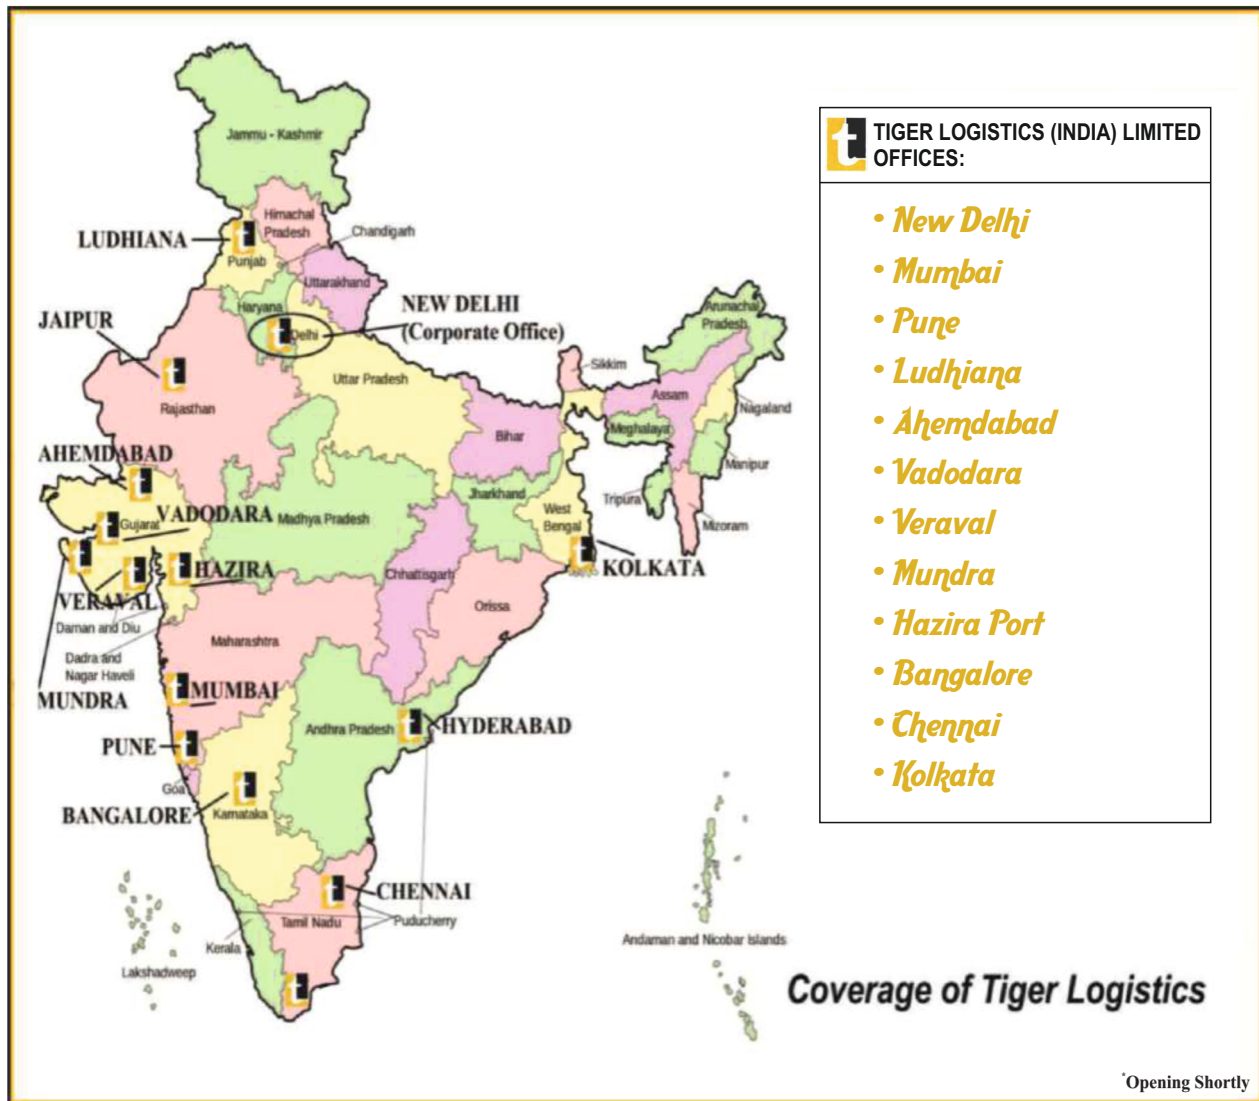 Jammu - Kashmir
Himachal
Pradesh
Chandigarh
LUDHIANA
Punjab
Uttarakhand
Haryana
NEW DELHI
(Corporate Office)
Delhi
JAIPUR
Rajasthan
Uttar Pradesh
Arunachal
Pradesh
Sikkim
Assam
Nagaland
Meghalaya
Manipur
Bihar
AHEMDABAD
Jharkhand
Tripura
Mizoram
Gujarat
VADODARA
Madhya Pradesh
West
Bengal
KOLKATA
HAZIRA
Chhattisgarh
VERAVAL
Orissa
Daman and Diu
Maharashtra
Dadra and
Nagar Haveli
MUNDRA
MUMBAI
Andhra Pradesh
HYDERABAD
PUNE
Goa
BANGALORE
Karnataka
CHENNAI
Tamil Nadu
Puducherry
Kerala
Lakshadweep
Andaman and Nicobar Islands
t TIGER LOGISTICS (INDIA) LIMITED
OFFICES:
• New Delhi
• Mumbai
• Pune
• Ludhiana
• Ahemdabad
• Vadodara
• Veraval
• Mundra
• Hazira Port
• Bangalore
• Chennai
• Kolkata
Coverage of Tiger Logistics
*Opening Shortly